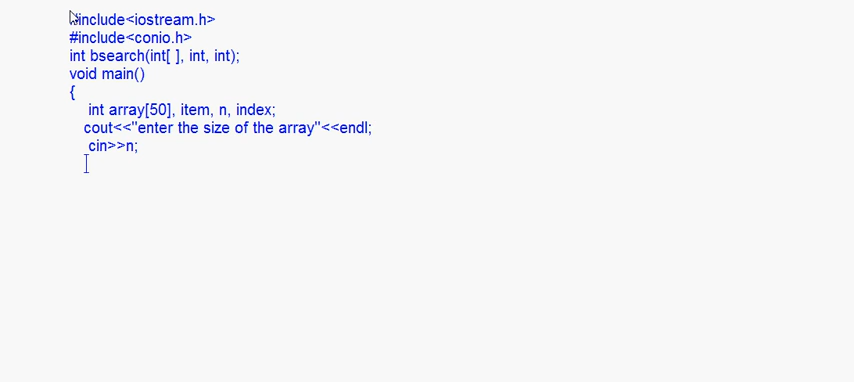 #include<iostream.h>
#include<conio.h>
int bsearch(int[ ], int, int);
void main()
{
int array[50], item, n, index;
cout<<"enter the size of the array"<<endl;
cin>>n;